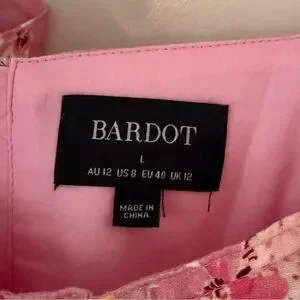 BARDOT
L
AU 12 US 8 EU 40 UK 12
MADE IN
CHINA